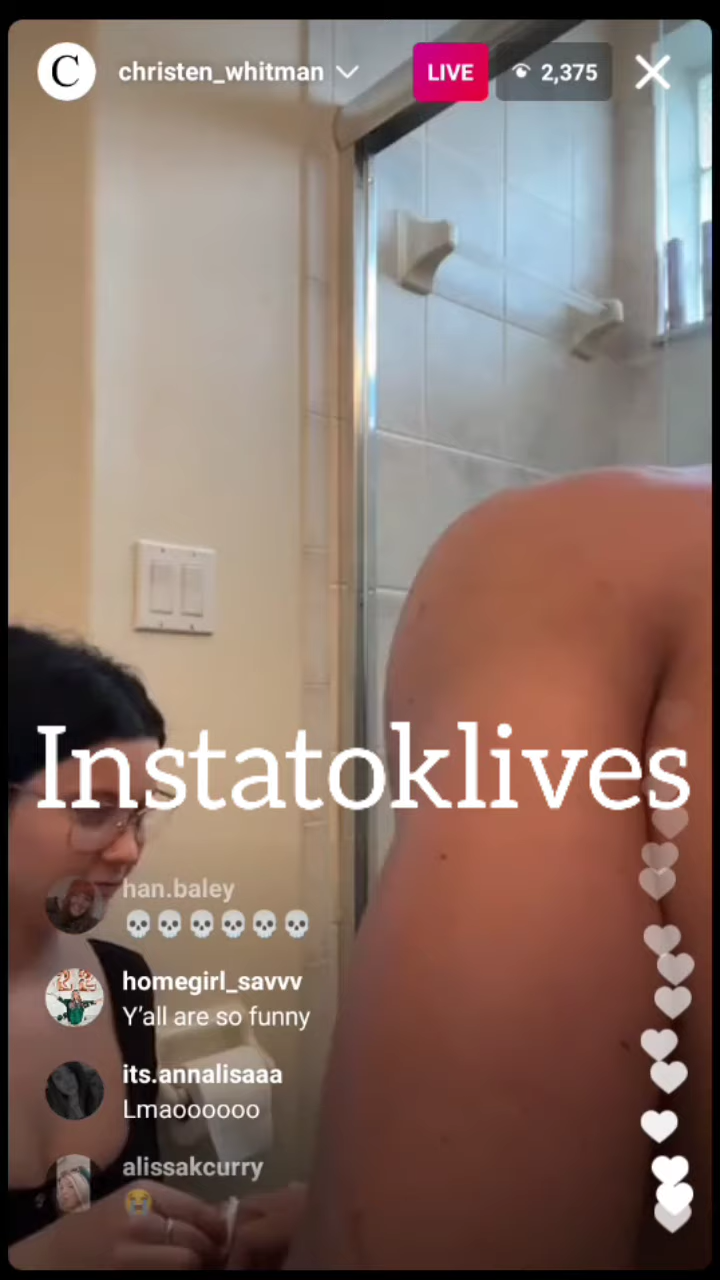 C christen_whitman LIVE 2,375
Instatoklives
han.baley
💀💀💀💀💀💀
homegirl_savvv
Y'all are so funny
its.annalisaaa
Lmaoooooo
alissakcurry
😭